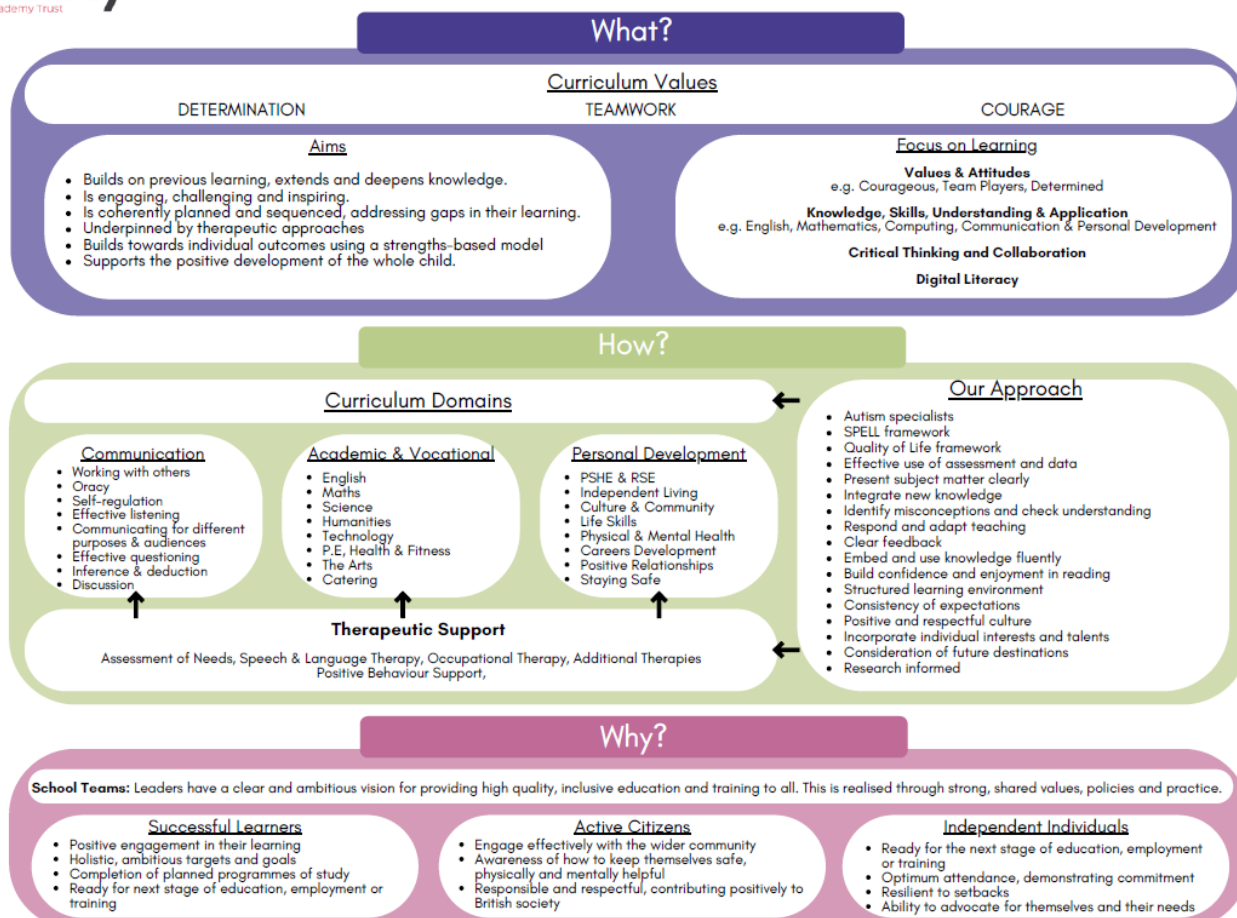 ademy Trust
What?
Curriculum Values
DETERMINATION TEAMWORK COURAGE
Aims
• Builds on previous learning, extends and deepens knowledge.
• Is engaging, challenging and inspiring.
• Is coherently planned and sequenced, addressing gaps in their learning.
• Underpinned by therapeutic approaches
• Builds towards individual outcomes using a strengths-based model
• Supports the positive development of the whole child.
Focus on Learning
Values & Attitudes
e.g. Courageous, Team Players, Determined
Knowledge, Skills, Understanding & Application
e.g. English, Mathematics, Computing, Communication & Personal Development
Critical Thinking and Collaboration
Digital Literacy
How?
Curriculum Domains
Communication
• Working with others
• Oracy
• Self-regulation
• Effective listening
• Communicating for different
purposes & audiences
• Effective questioning
• Inference & deduction
• Discussion
Academic & Vocational
• English
• Maths
• Science
• Humanities
• Technology
• P.E, Health & Fitness
• The Arts
• Catering
Personal Development
• PSHE & RSE
• Independent Living
• Culture & Community
• Life Skills
• Physical & Mental Health
• Careers Development
• Positive Relationships
• Staying Safe
Therapeutic Support
Assessment of Needs, Speech & Language Therapy, Occupational Therapy, Additional Therapies
Positive Behaviour Support,
Our Approach
• Autism specialists
• SPELL framework
• Quality of Life framework
• Effective use of assessment and data
• Present subject matter clearly
• Integrate new knowledge
• Identify misconceptions and check understanding
• Respond and adapt teaching
• Clear feedback
• Embed and use knowledge fluently
• Build confidence and enjoyment in reading
• Structured learning environment
• Consistency of expectations
• Positive and respectful culture
• Incorporate individual interests and talents
• Consideration of future destinations
• Research informed
Why?
School Teams: Leaders have a clear and ambitious vision for providing high quality, inclusive education and training to all. This is realised through strong, shared values, policies and practice.
Successful Learners
• Positive engagement in their learning
• Holistic, ambitious targets and goals
• Completion of planned programmes of study
• Ready for next stage of education, employment or
training
Active Citizens
• Engage effectively with the wider community
• Awareness of how to keep themselves safe,
physically and mentally helpful
• Responsible and respectful, contributing positively to
British society
Independent Individuals
• Ready for the next stage of education, employment
or training
• Optimum attendance, demonstrating commitment
• Resilient to setbacks
• Ability to advocate for themselves and their needs